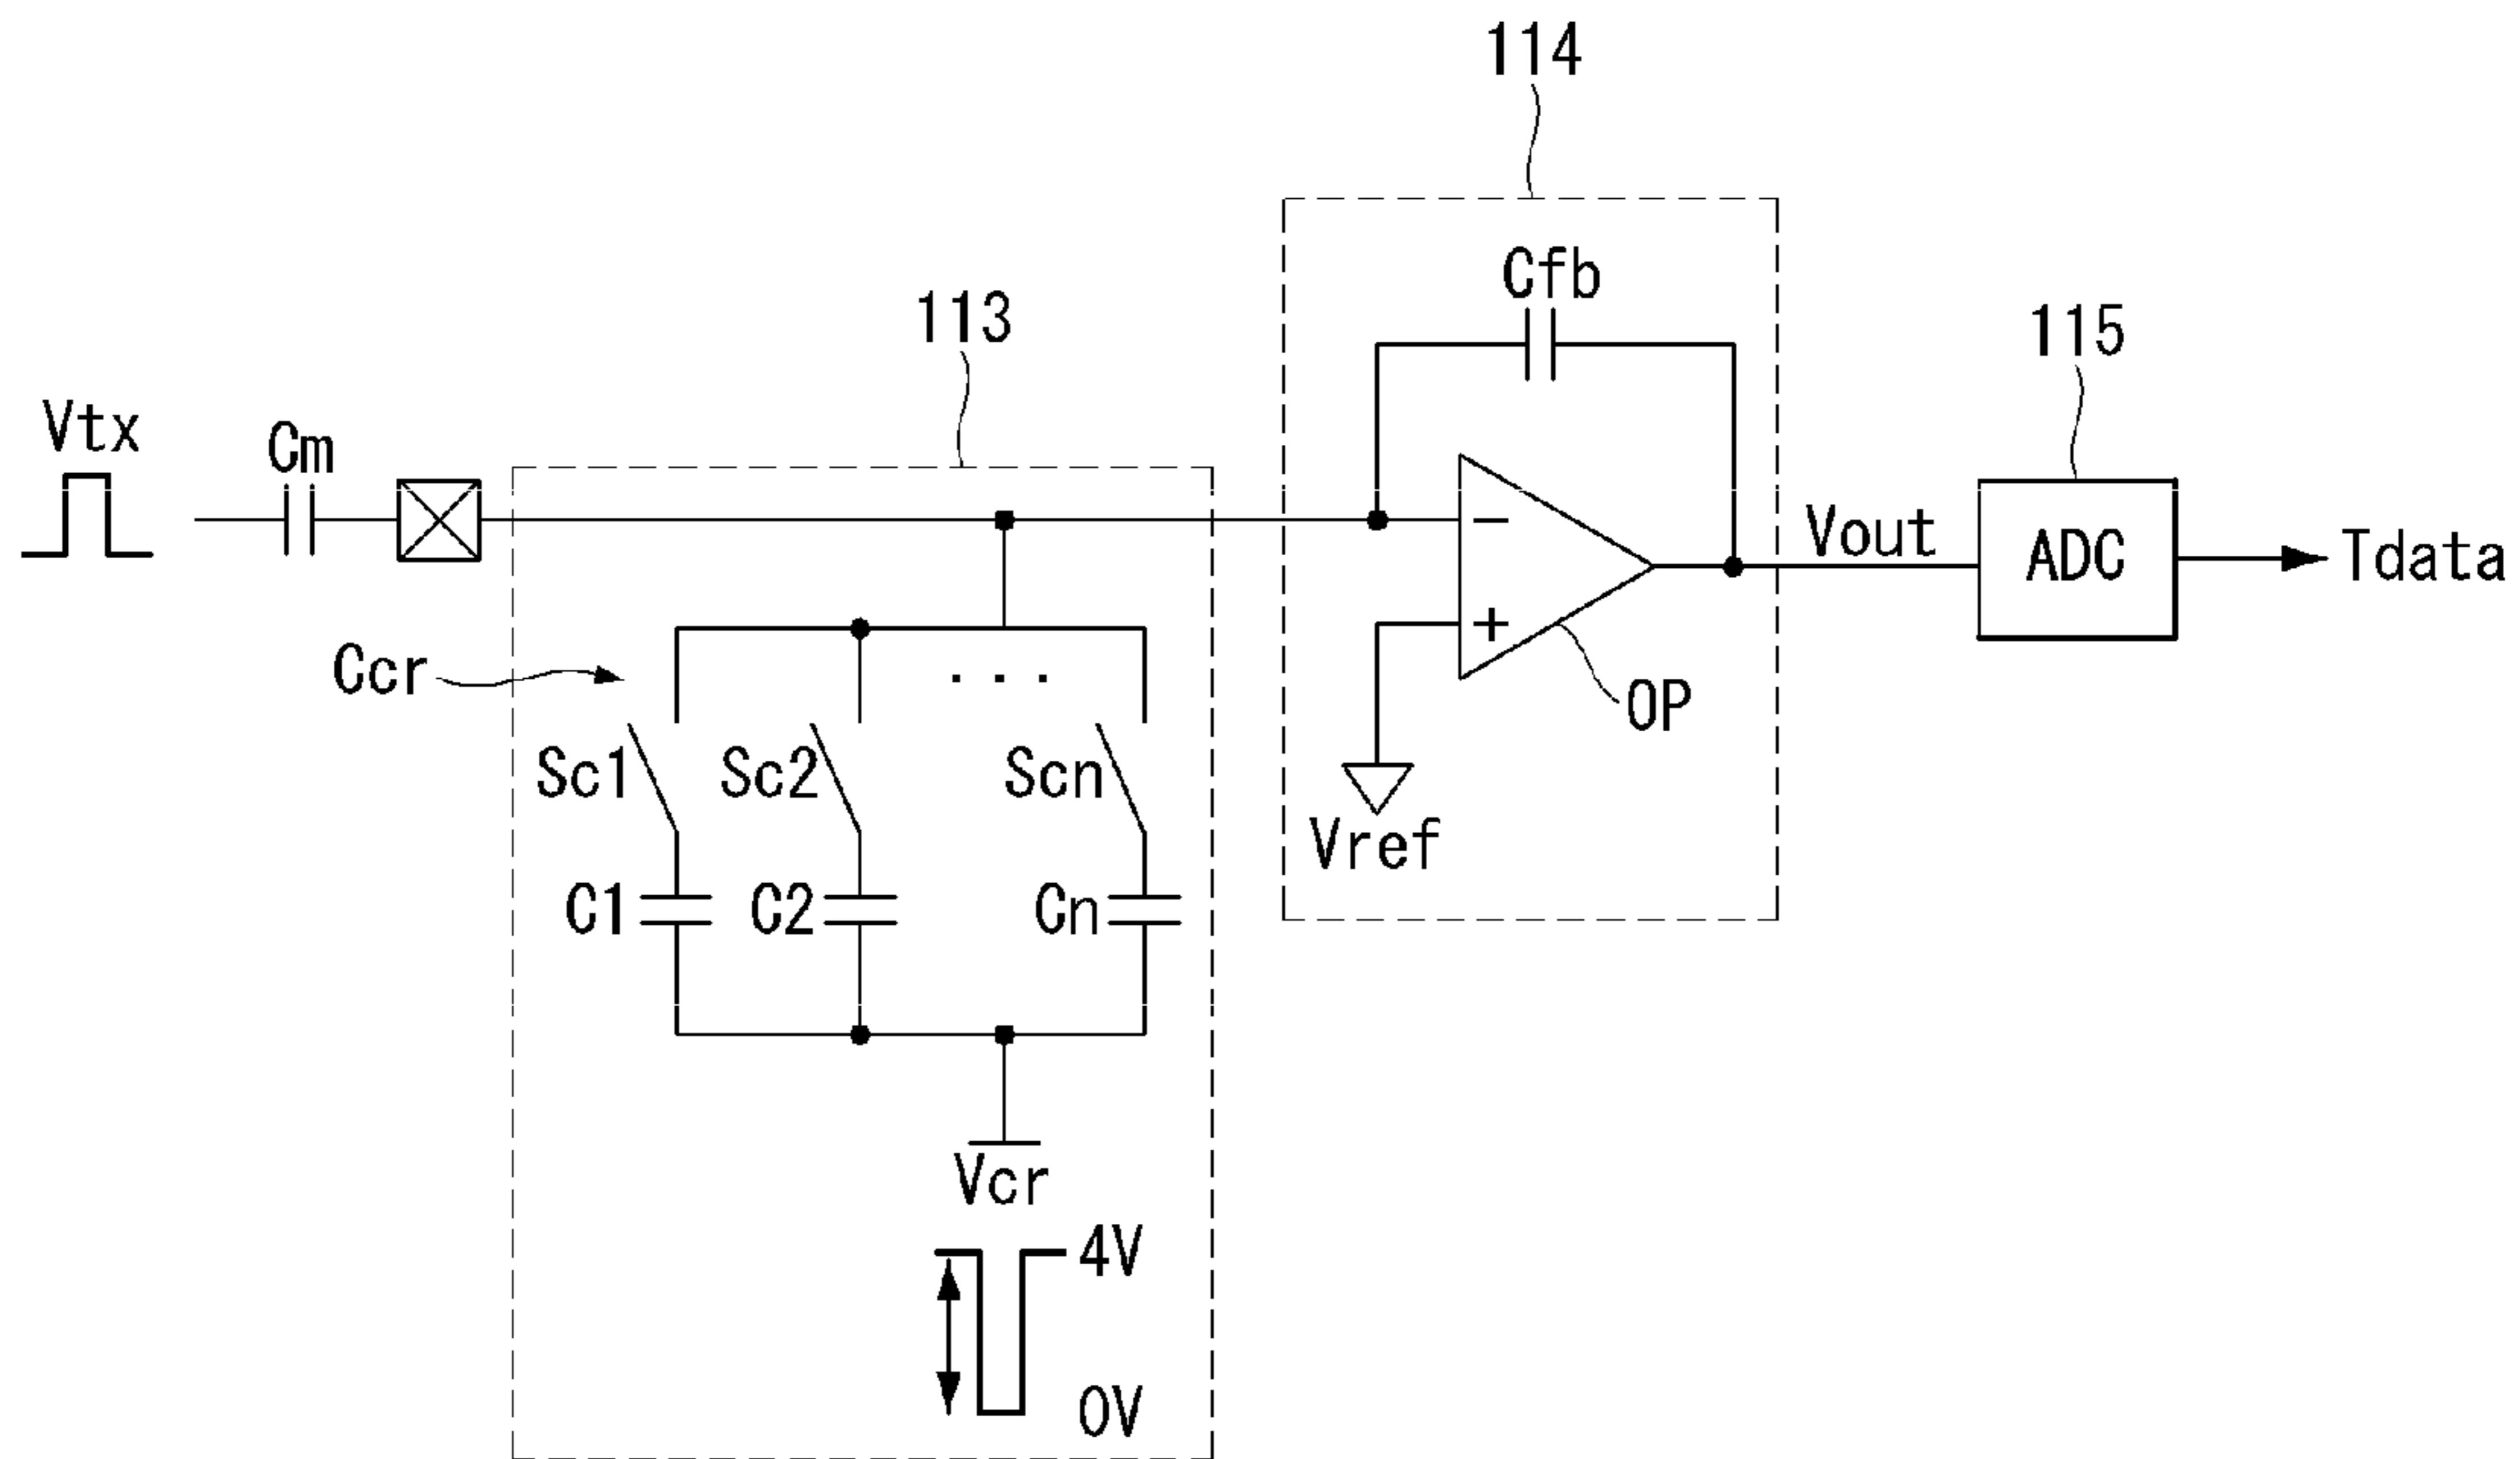 114
Cfb
113
115
Vtx
Cm
Vout
ADC
Tdata
Ccr
OP
Sc1
Sc2
Scn
Vref
C1
C2
Cn
Vcr
4V
0V